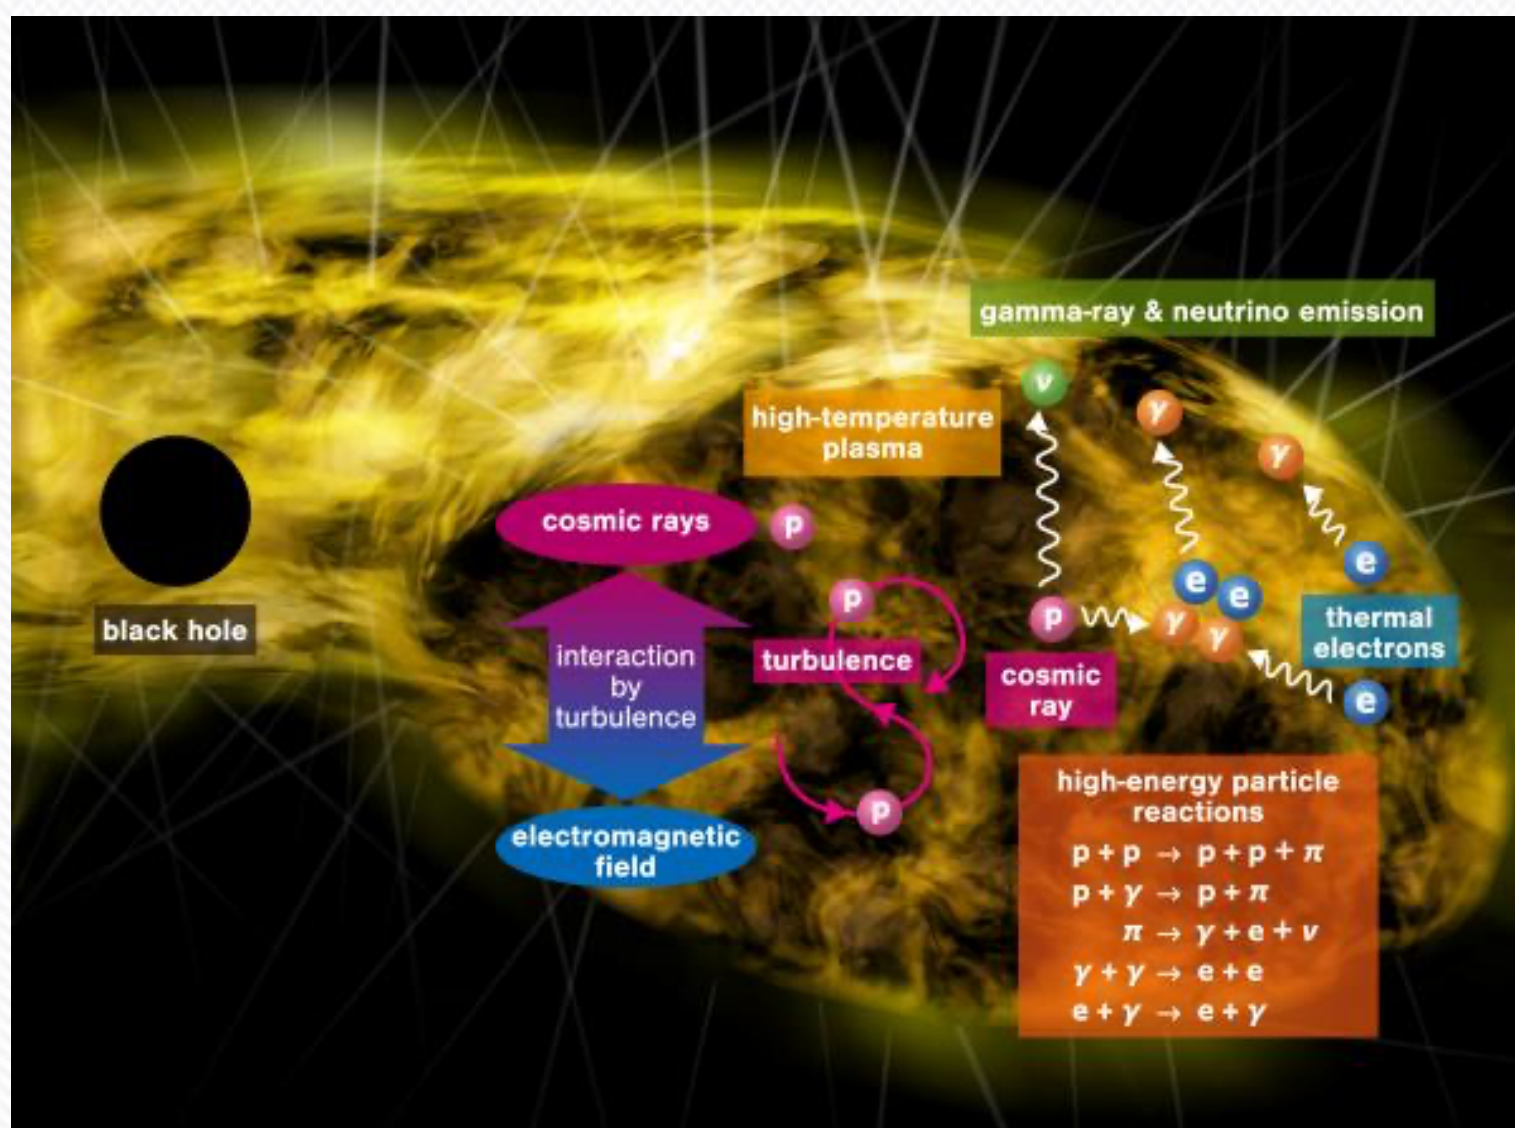 gamma-ray & neutrino emission
ν
γ
γ
high-temperature
plasma
cosmic rays
p
e
e
e
p
p
γ
γ
thermal
electrons
black hole
interaction
by
turbulence
turbulence
cosmic
ray
e
p
electromagnetic
field
high-energy particle
reactions
p + p → p + p + π
p + γ → p + π
π → γ + e + ν
γ + γ → e + e
e + γ → e + γ